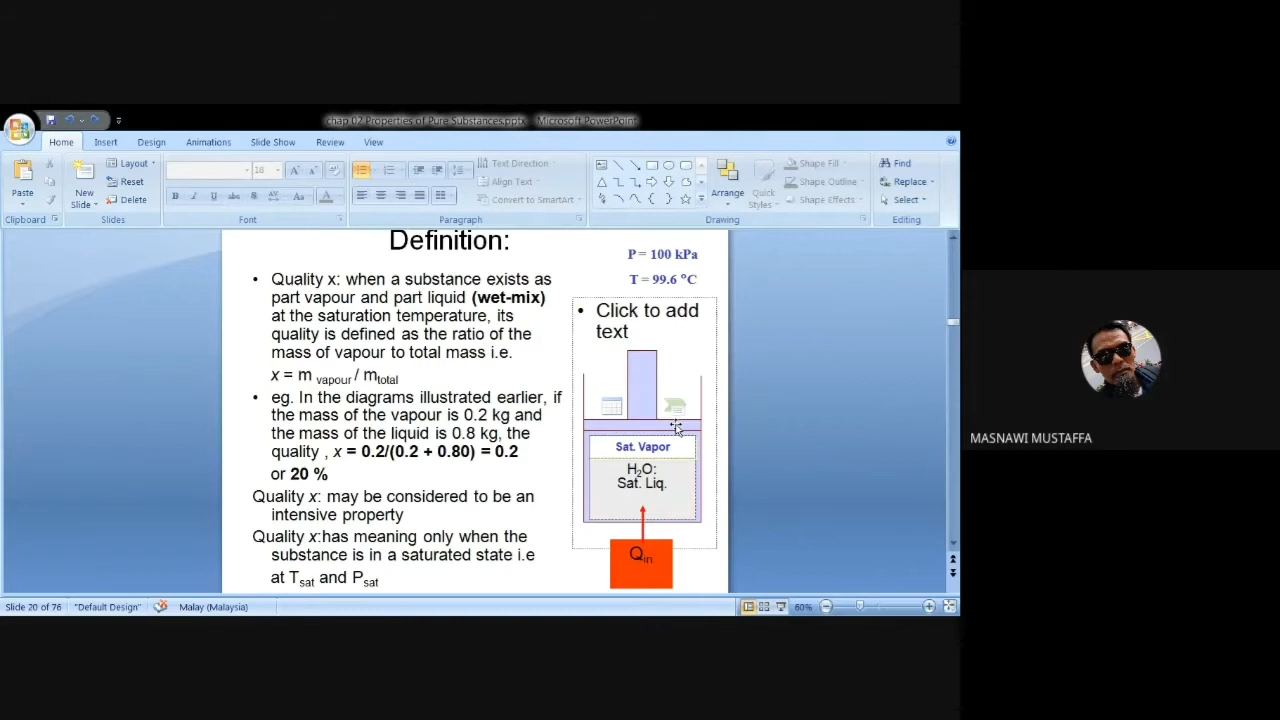 chap 02 Properties of Pure Substances.pptx - Microsoft PowerPoint
Home Insert Design Animations Slide Show Review View
Paste
New
Slide
Layout
Reset
Delete
18
B I U abc S AV Aa A
Text Direction
Align Text
Convert to SmartArt
Arrange
Quick
Styles
Shape Fill
Shape Outline
Shape Effects
Find
Replace
Select
Clipboard Slides Font Paragraph Drawing Editing
Definition:
• Quality x: when a substance exists as
part vapour and part liquid (wet-mix)
at the saturation temperature, its
quality is defined as the ratio of the
mass of vapour to total mass i.e.
x = m vapour / mtotal
• eg. In the diagrams illustrated earlier, if
the mass of the vapour is 0.2 kg and
the mass of the liquid is 0.8 kg, the
quality , x = 0.2/(0.2 + 0.80) = 0.2
or 20 %
Quality x: may be considered to be an
intensive property
Quality x:has meaning only when the
substance is in a saturated state i.e
at Tsat and Psat
P = 100 kPa
T = 99.6 °C
• Click to add
text
Sat. Vapor
H2O:
Sat. Liq.
Qin
Slide 20 of 76 "Default Design" Malay (Malaysia) 60%
MASNAWI MUSTAFFA